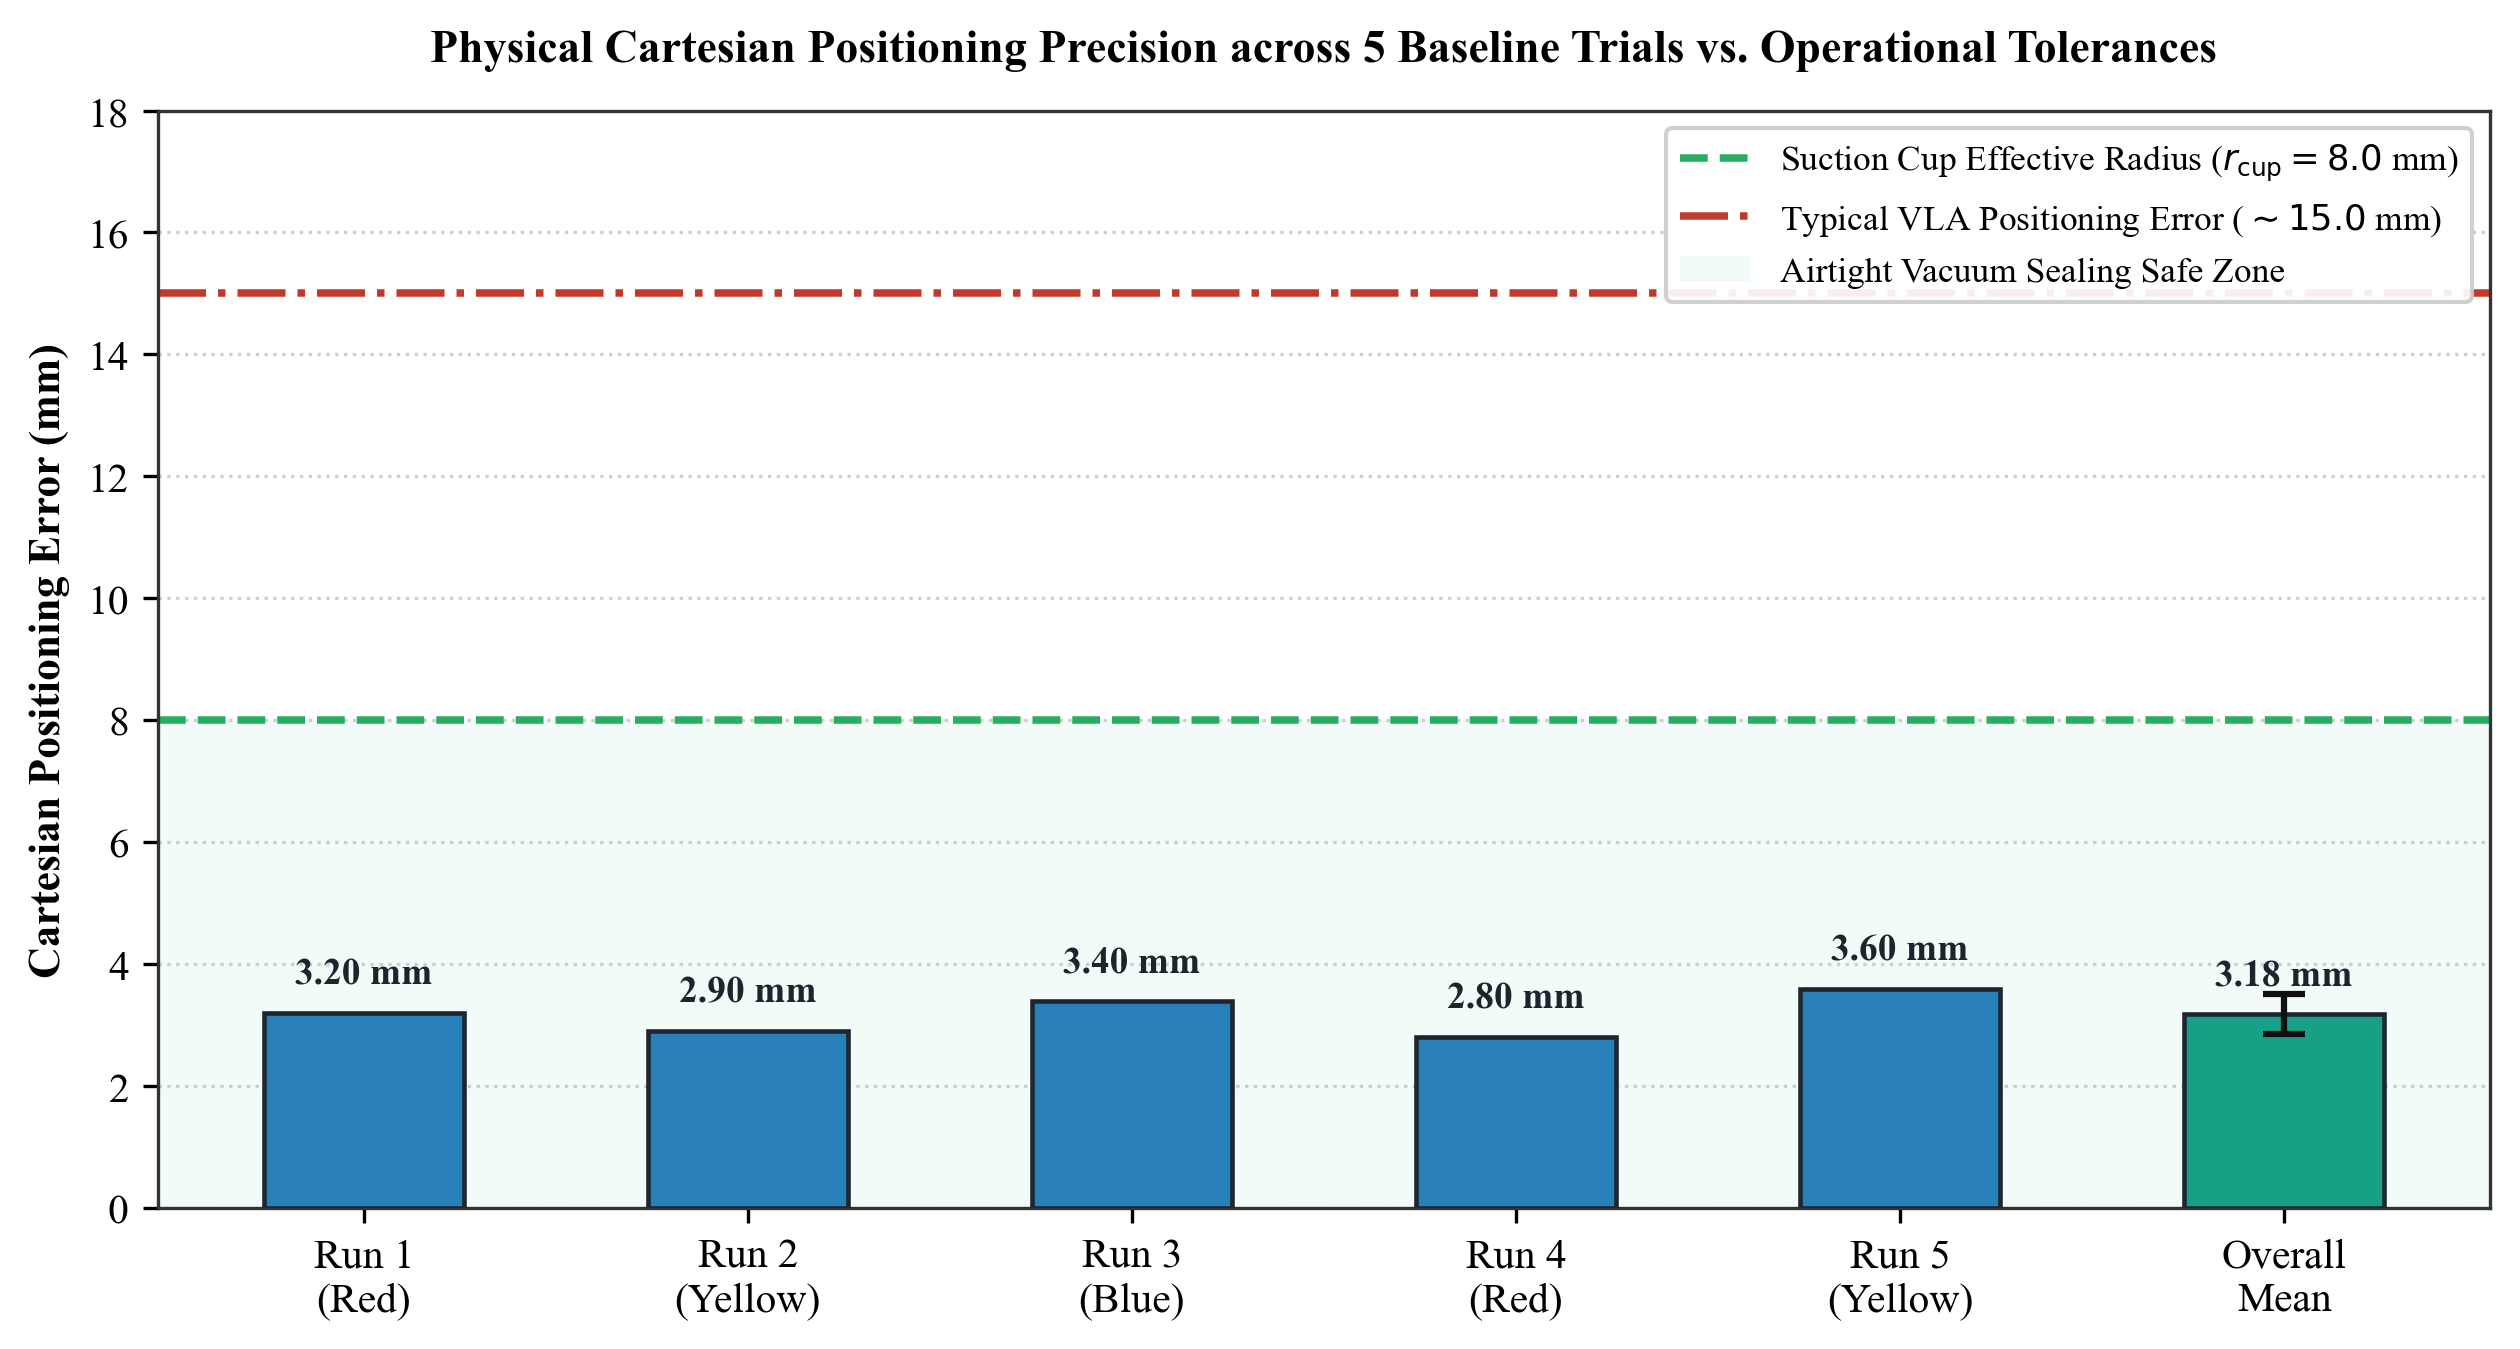 Physical Cartesian Positioning Precision across 5 Baseline Trials vs. Operational Tolerances
Cartesian Positioning Error (mm)
18
16
14
12
10
8
6
4
2
0
Suction Cup Effective Radius (r_cup = 8.0 mm)
Typical VLA Positioning Error ( ~ 15.0 mm)
Airtight Vacuum Sealing Safe Zone
3.20 mm
2.90 mm
3.40 mm
2.80 mm
3.60 mm
3.18 mm
Run 1
(Red)
Run 2
(Yellow)
Run 3
(Blue)
Run 4
(Red)
Run 5
(Yellow)
Overall
Mean